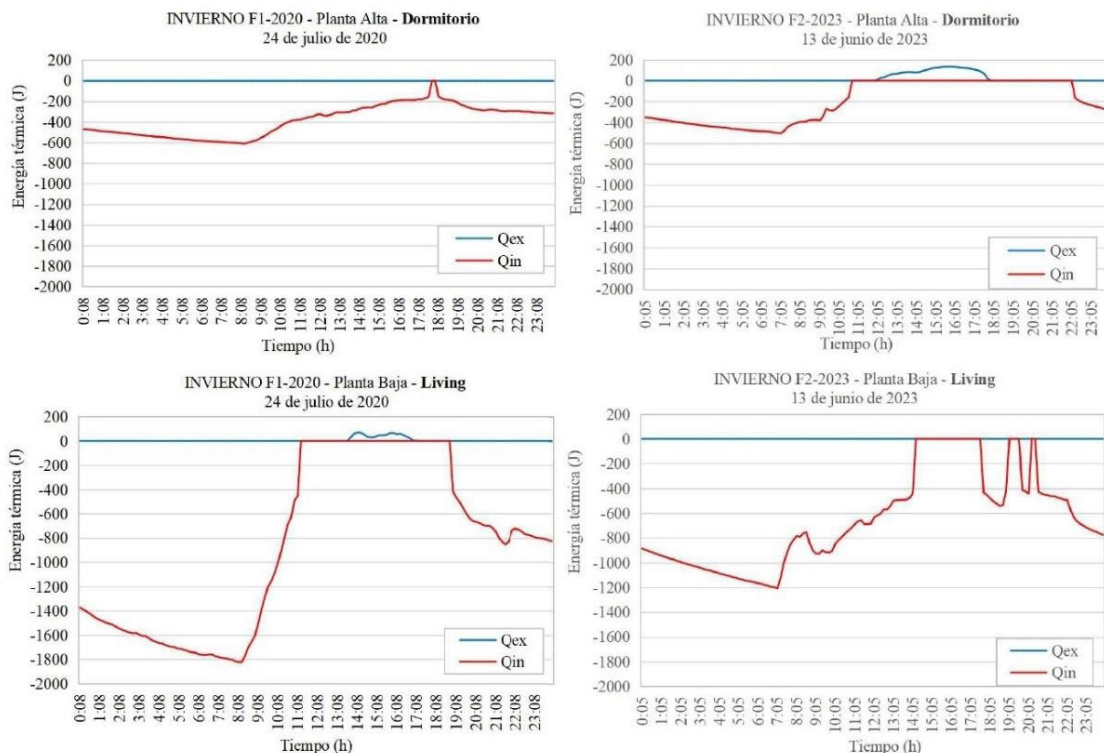 INVIERNO F1-2020 - Planta Alta - Dormitorio
24 de julio de 2020
Energía térmica (J)
200
0
-200
-400
-600
-800
-1000
-1200
-1400
-1600
-1800
-2000
Qex
Qin
0:08 1:08 2:08 3:08 4:08 5:08 6:08 7:08 8:08 9:08 10:08 11:08 12:08 13:08 14:08 15:08 16:08 17:08 18:08 19:08 20:08 21:08 22:08 23:08
Tiempo (h)
INVIERNO F2-2023 - Planta Alta - Dormitorio
13 de junio de 2023
Energía térmica (J)
200
0
-200
-400
-600
-800
-1000
-1200
-1400
-1600
-1800
-2000
Qex
Qin
0:05 1:05 2:05 3:05 4:05 5:05 6:05 7:05 8:05 9:05 10:05 11:05 12:05 13:05 14:05 15:05 16:05 17:05 18:05 19:05 20:05 21:05 22:05 23:05
Tiempo (h)
INVIERNO F1-2020 - Planta Baja - Living
24 de julio de 2020
Energía térmica (J)
200
0
-200
-400
-600
-800
-1000
-1200
-1400
-1600
-1800
-2000
Qex
Qin
0:08 1:08 2:08 3:08 4:08 5:08 6:08 7:08 8:08 9:08 10:08 11:08 12:08 13:08 14:08 15:08 16:08 17:08 18:08 19:08 20:08 21:08 22:08 23:08
Tiempo (h)
INVIERNO F2-2023 - Planta Baja - Living
13 de junio de 2023
Energía térmica (J)
200
0
-200
-400
-600
-800
-1000
-1200
-1400
-1600
-1800
-2000
Qex
Qin
0:05 1:05 2:05 3:05 4:05 5:05 6:05 7:05 8:05 9:05 10:05 11:05 12:05 13:05 14:05 15:05 16:05 17:05 18:05 19:05 20:05 21:05 22:05 23:05
Tiempo (h)